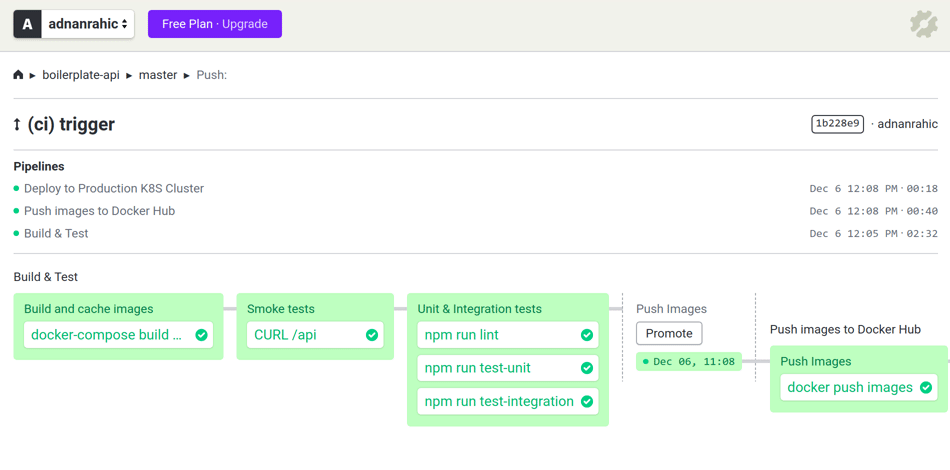 A adnanrahic
Free Plan · Upgrade
boilerplate-api ▸ master ▸ Push:
(ci) trigger
1b228e9 · adnanrahic
Pipelines
Deploy to Production K8S Cluster Dec 6 12:08 PM · 00:18
Push images to Docker Hub Dec 6 12:08 PM · 00:40
Build & Test Dec 6 12:05 PM · 02:32
Build & Test
Build and cache images
docker-compose build ...
Smoke tests
CURL /api
Unit & Integration tests
npm run lint
npm run test-unit
npm run test-integration
Push Images
Promote
Dec 06, 11:08
Push images to Docker Hub
Push Images
docker push images